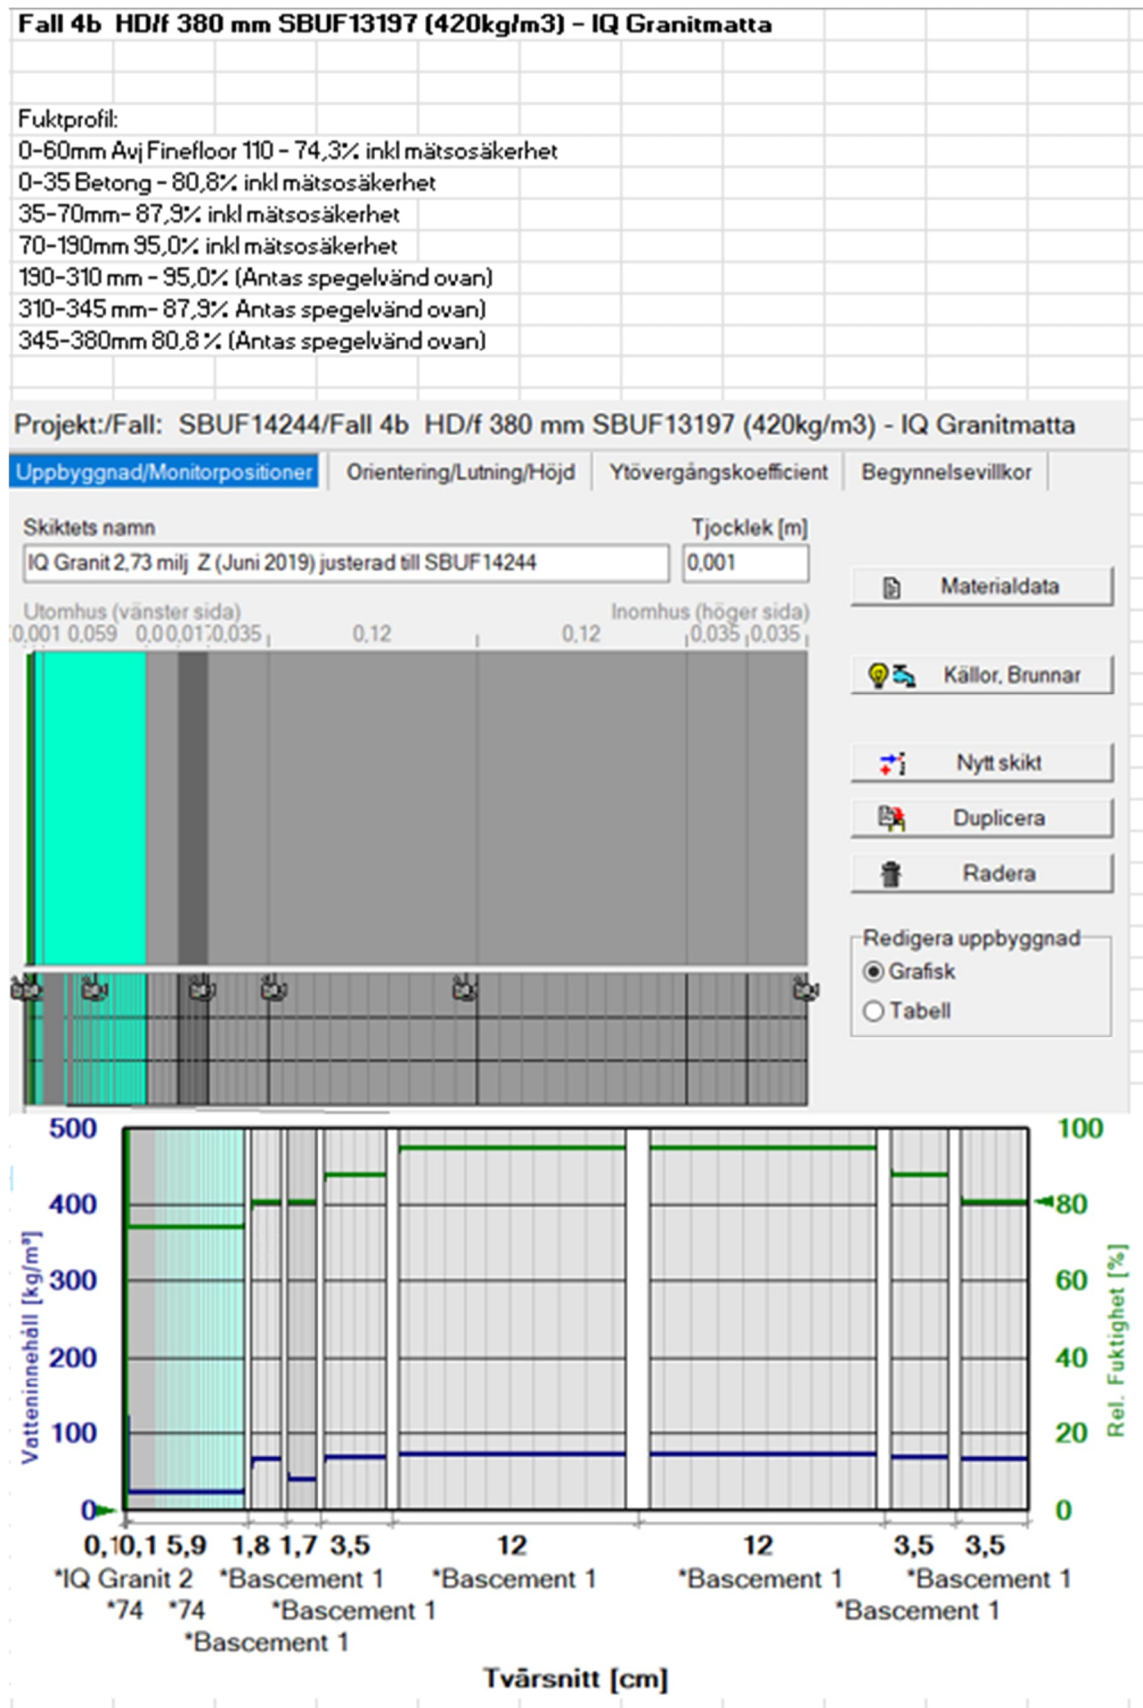 Fall 4b HD/f 380 mm SBUF13197 (420kg/m3) - IQ Granitmatta
Fuktprofil:
0-60mm Avj Finefloor 110 - 74,3% inkl mätsosäkerhet
0-35 Betong - 80,8% inkl mätsosäkerhet
35-70mm- 87,9% inkl mätsosäkerhet
70-190mm 95,0% inkl mätsosäkerhet
190-310 mm - 95,0% (Antas spegelvänd ovan)
310-345 mm- 87,9% Antas spegelvänd ovan)
345-380mm 80,8 % (Antas spegelvänd ovan)
Projekt:/Fall: SBUF14244/Fall 4b HD/f 380 mm SBUF13197 (420kg/m3) - IQ Granitmatta
Uppbyggnad/Monitorpositioner Orientering/Lutning/Höjd Ytövergångskoefficient Begynnelsevillkor
Skiktets namn Tjocklek [m]
IQ Granit 2,73 milj Z (Juni 2019) justerad till SBUF14244 0,001
Materialdata
Utomhus (vänster sida) Inomhus (höger sida)
0,001 0,059 0,035 0,12 0,12 0,035 0,035
Källor, Brunnar
Nytt skikt
Duplicera
Radera
Redigera uppbyggnad
Grafisk
Tabell
500 100
400 80
300 60
200 40
100 20
0 0
Vatteninnehåll [kg/m³]
Rel. Fuktighet [%]
0,1 0,1 5,9 1,8 1,7 3,5 12 12 3,5 3,5
*IQ Granit 2 *Bascement 1 *Bascement 1 *Bascement 1 *Bascement 1
*74 *74 *Bascement 1 *Bascement 1
*Bascement 1
Tvärsnitt [cm]